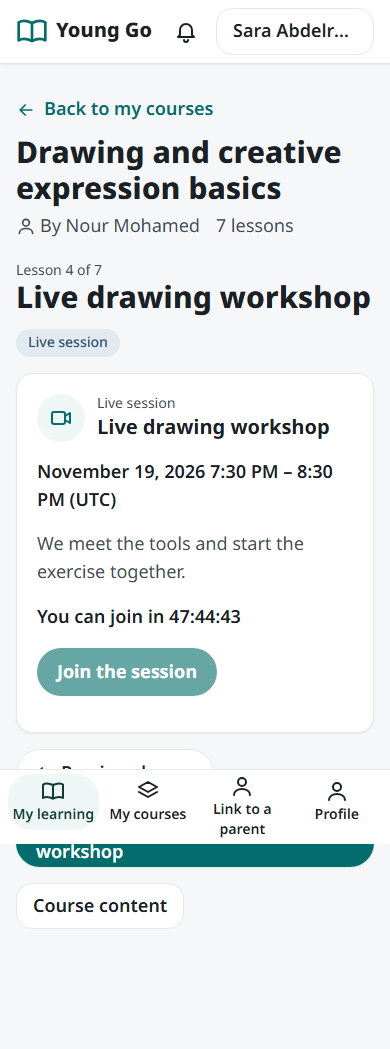 Young Go
Sara Abdelr...
← Back to my courses
Drawing and creative
expression basics
By Nour Mohamed 7 lessons
Lesson 4 of 7
Live drawing workshop
Live session
Live session
Live drawing workshop
November 19, 2026 7:30 PM – 8:30
PM (UTC)
We meet the tools and start the
exercise together.
You can join in 47:44:43
Join the session
My learning
My courses
Link to a
parent
Profile
workshop
Course content